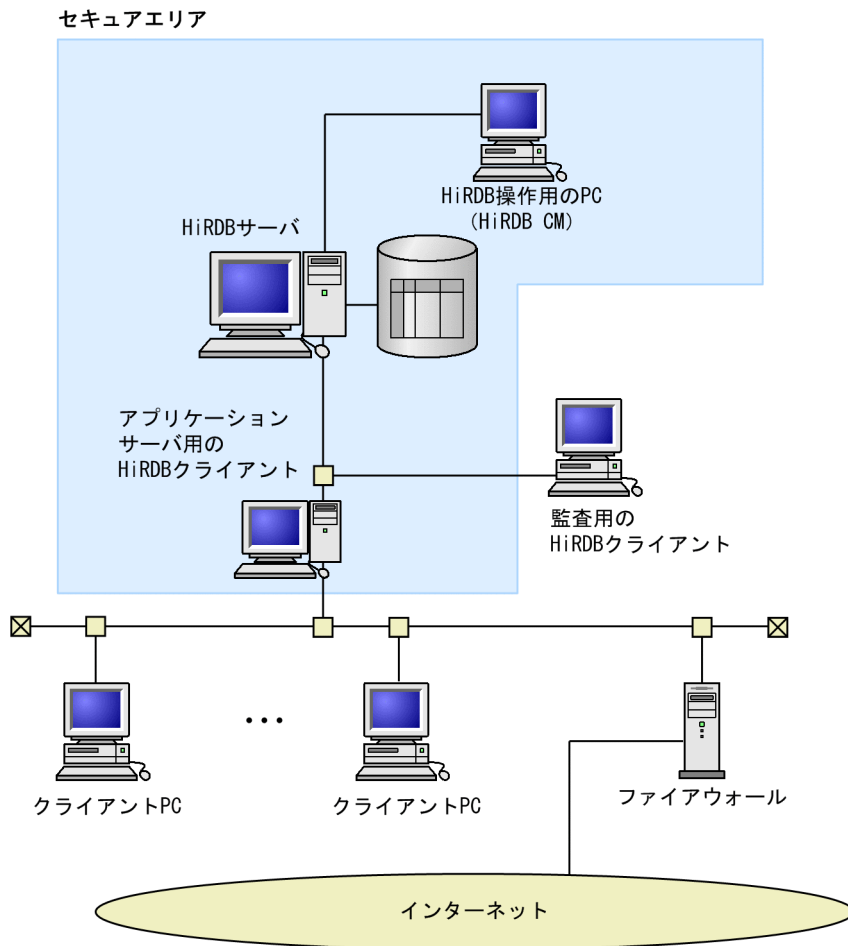 セキュアエリア
HiRDB操作用のPC
(HiRDB CM)
HiRDBサーバ
アプリケーション
サーバ用の
HiRDBクライアント
監査用の
HiRDBクライアント
...
クライアントPC
クライアントPC
ファイアウォール
インターネット